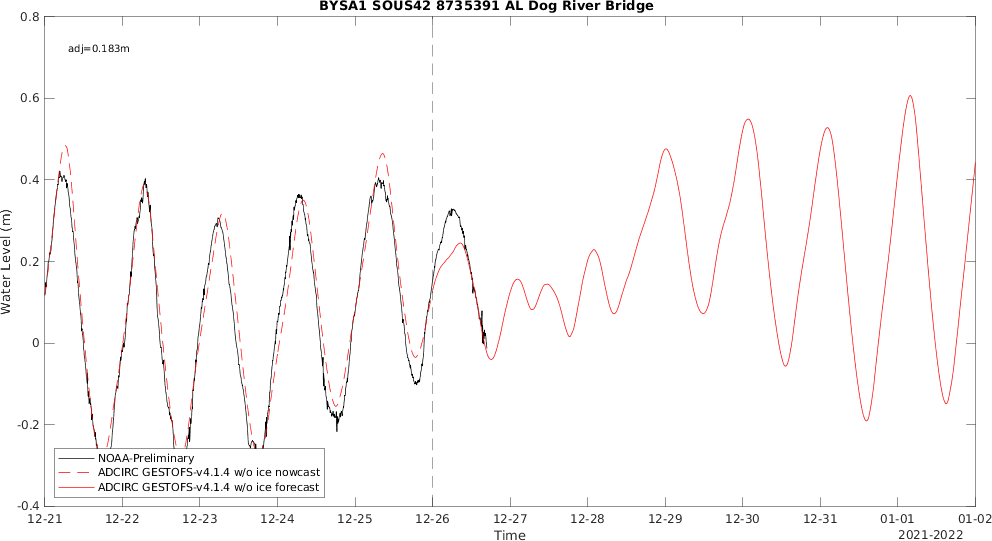 BYSA1 SOUS42 8735391 AL Dog River Bridge
adj=0.183m
Water Level (m)
0.8
0.6
0.4
0.2
0
-0.2
-0.4
NOAA-Preliminary
ADCIRC GESTOFS-v4.1.4 w/o ice nowcast
ADCIRC GESTOFS-v4.1.4 w/o ice forecast
12-21 12-22 12-23 12-24 12-25 12-26 12-27 12-28 12-29 12-30 12-31 01-01 01-02
Time
2021-2022